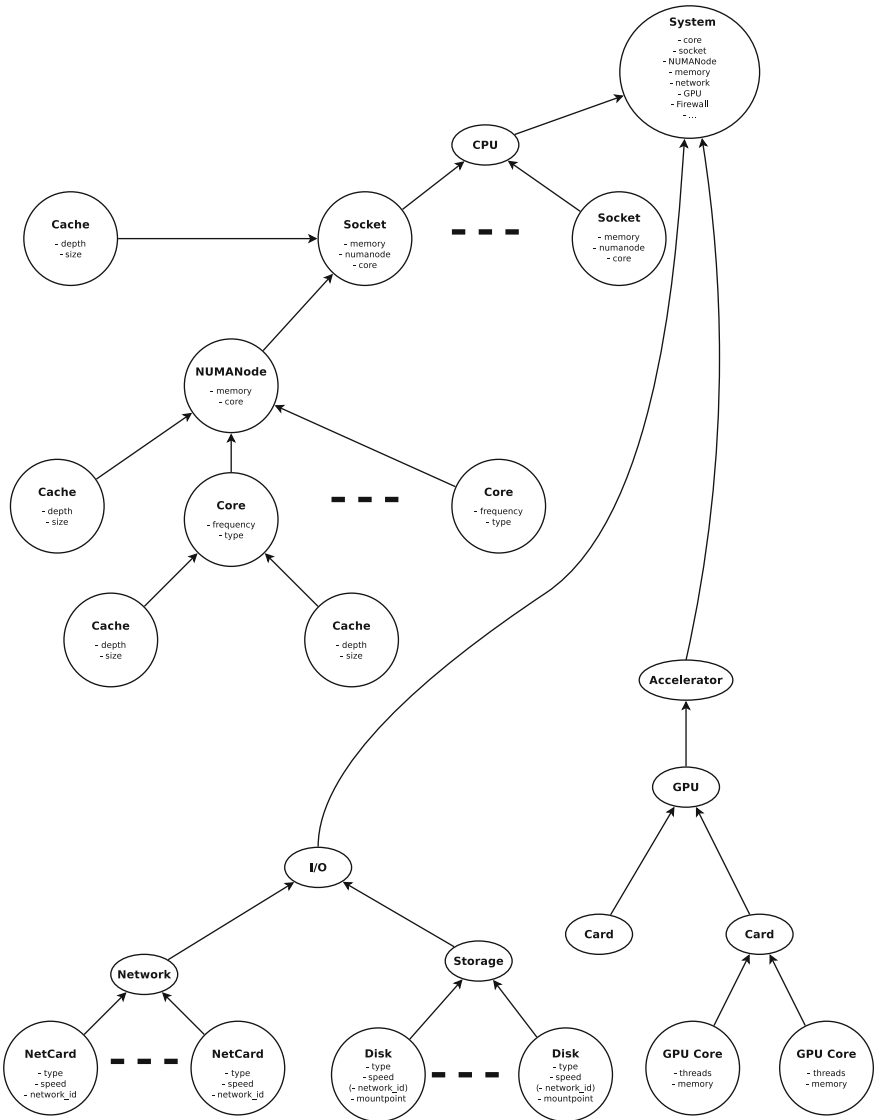 System
- core
- socket
- NUMANode
- memory
- network
- GPU
- Firewall
- ...
CPU
Cache
- depth
- size
Socket
- memory
- numanode
- core
Socket
- memory
- numanode
- core
NUMANode
- memory
- core
Cache
- depth
- size
Core
- frequency
- type
Core
- frequency
- type
Cache
- depth
- size
Cache
- depth
- size
Accelerator
GPU
I/O
Card
Card
Network
Storage
NetCard
- type
- speed
- network_id
NetCard
- type
- speed
- network_id
Disk
- type
- speed
(- network_id)
- mountpoint
Disk
- type
- speed
(- network_id)
- mountpoint
GPU Core
- threads
- memory
GPU Core
- threads
- memory